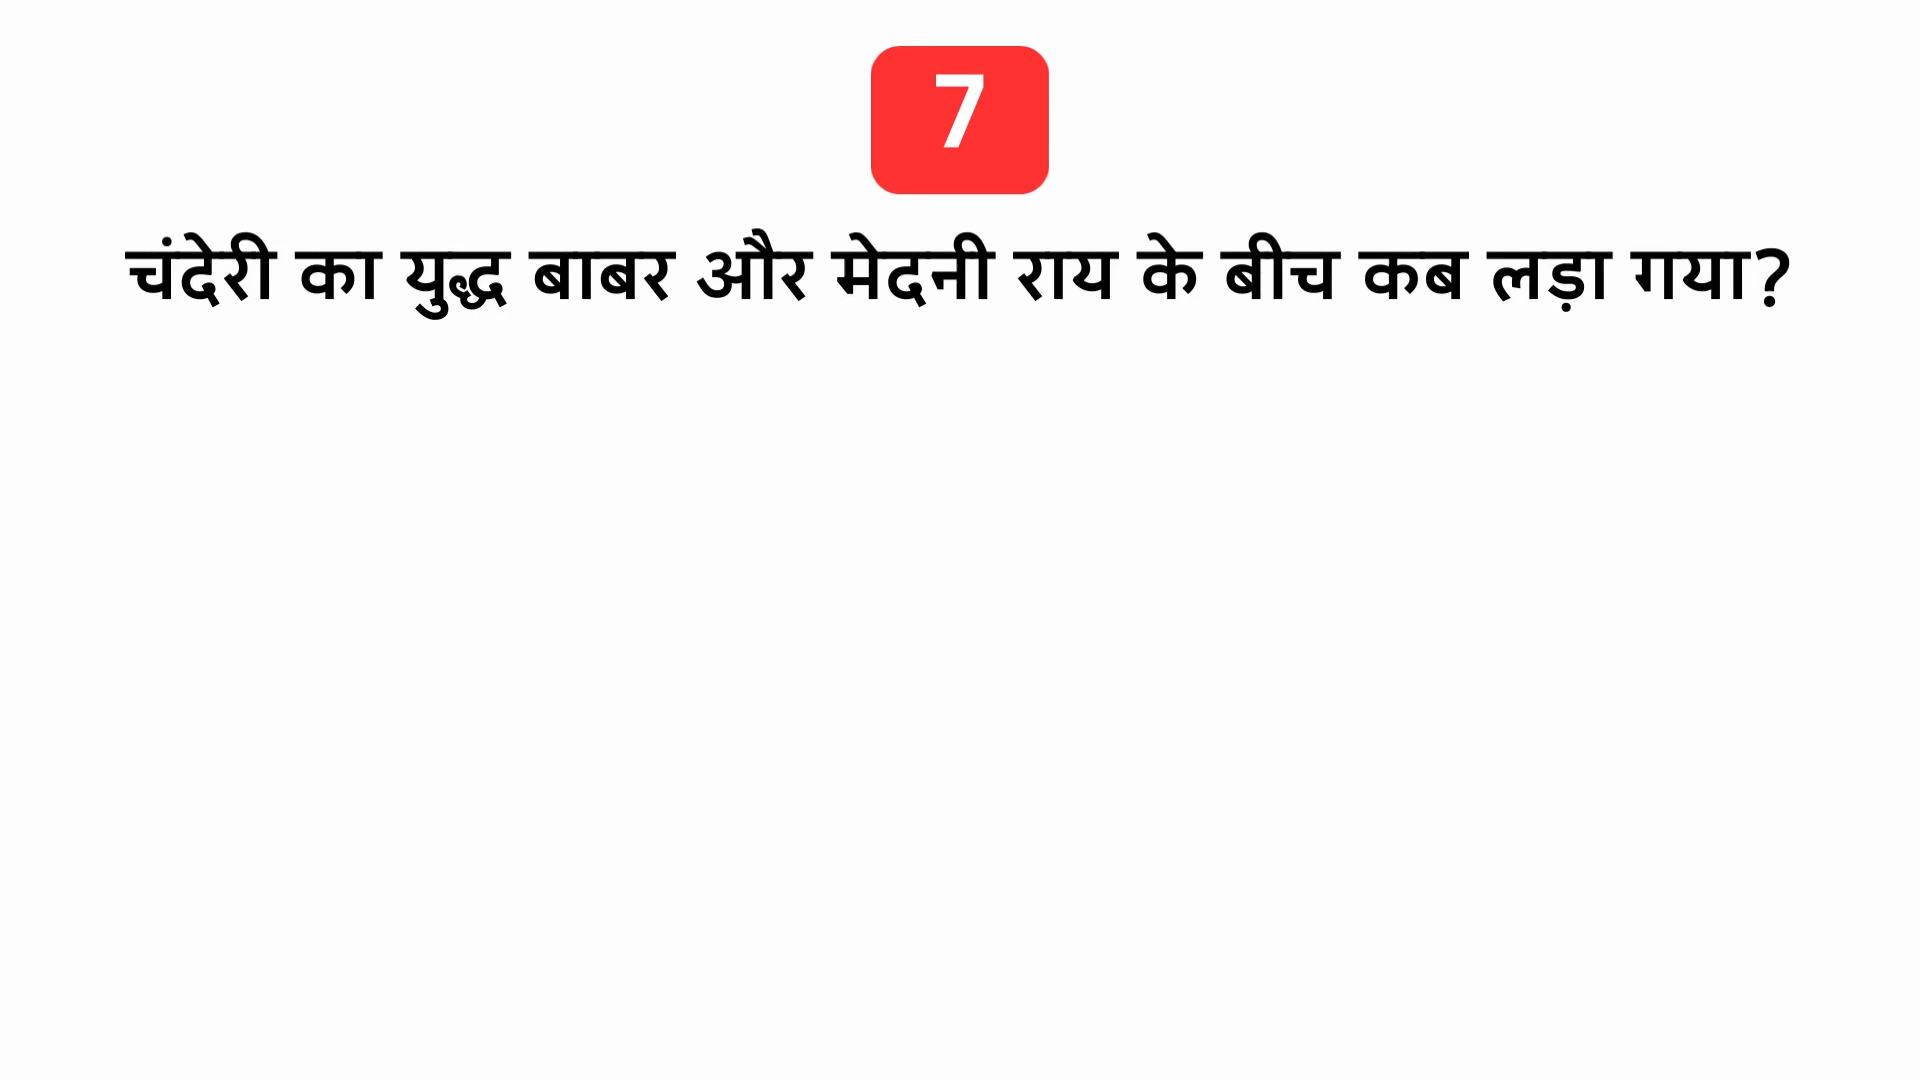 7
चंदेरी का युद्ध बाबर और मेदनी राय के बीच कब लड़ा गया?